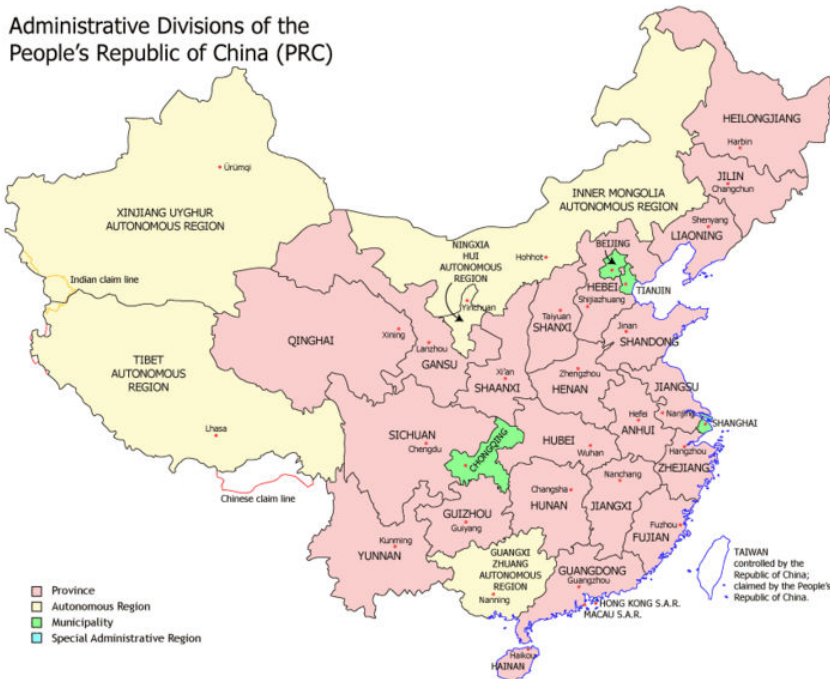 Administrative Divisions of the
People's Republic of China (PRC)
HEILONGJIANG
Harbin
JILIN
Changchun
Ürümqi
INNER MONGOLIA
AUTONOMOUS REGION
XINJIANG UYGHUR
AUTONOMOUS REGION
Shenyang
LIAONING
NINGXIA
HUI
AUTONOMOUS
REGION
Hohhot
BEIJING
Indian claim line
HEBEI
TIANJIN
Yinchuan
Shijiazhuang
Taiyuan
SHANXI
Jinan
SHANDONG
QINGHAI
Xining
Lanzhou
GANSU
TIBET
AUTONOMOUS
REGION
Xi'an
SHAANXI
Zhengzhou
HENAN
JIANGSU
Hefei
Nanjing
ANHUI
SHANGHAI
Lhasa
SICHUAN
Chengdu
CHONGQING
HUBEI
Wuhan
Hangzhou
ZHEJIANG
Chinese claim line
Nanchang
Changsha
HUNAN
JIANGXI
GUIZHOU
Guiyang
Fuzhou
FUJIAN
Kunming
YUNNAN
GUANGXI
ZHUANG
AUTONOMOUS
REGION
Nanning
GUANGDONG
Guangzhou
TAIWAN
controlled by the
Republic of China;
claimed by the People's
Republic of China.
HONG KONG S.A.R.
MACAU S.A.R.
Haikou
HAINAN
Province
Autonomous Region
Municipality
Special Administrative Region